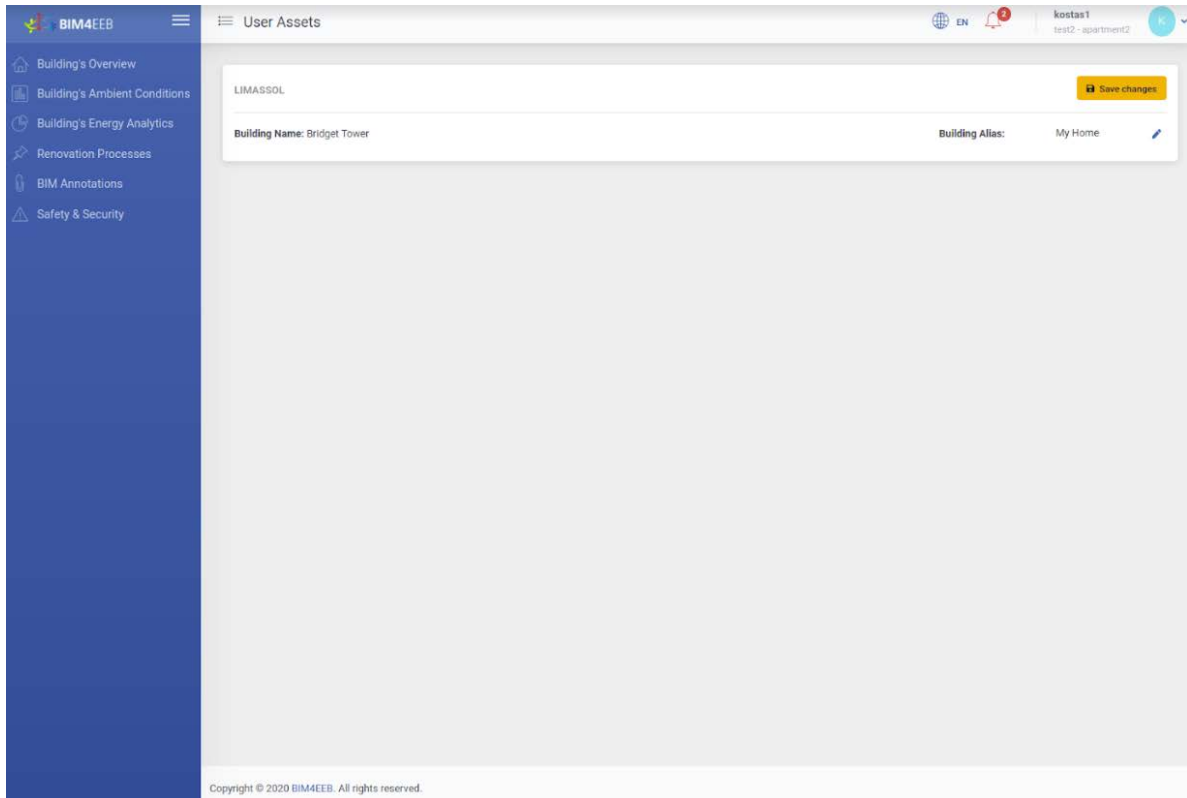 BIM4EEB
User Assets
EN
2
kostas1
test2 - apartment2
K
Building's Overview
Building's Ambient Conditions
Building's Energy Analytics
Renovation Processes
BIM Annotations
Safety & Security
LIMASSOL
Save changes
Building Name: Bridget Tower
Building Alias:
My Home
Copyright © 2020 BIM4EEB. All rights reserved.